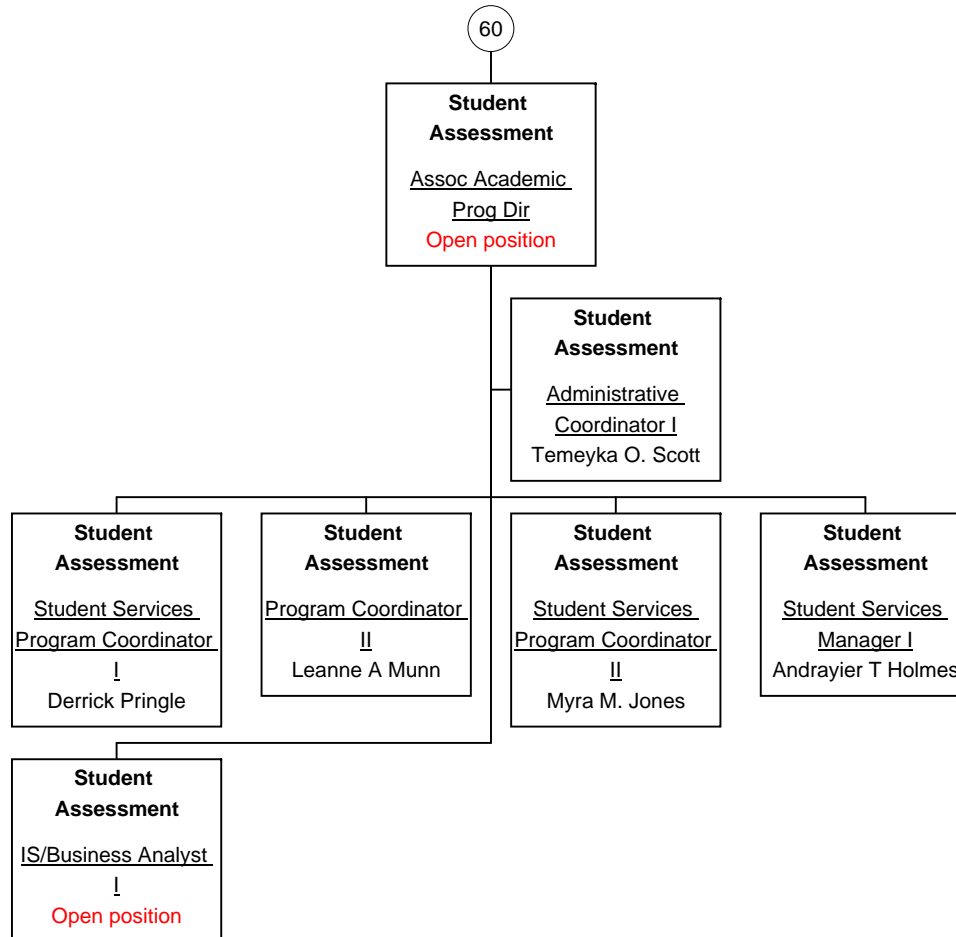 60
Student
Assessment
Assoc Academic
Prog Dir
Open position
Student
Assessment
Administrative
Coordinator I
Temeyka O. Scott
Student
Assessment
Student Services
Program Coordinator
I
Derrick Pringle
Student
Assessment
Program Coordinator
II
Leanne A Munn
Student
Assessment
Student Services
Program Coordinator
II
Myra M. Jones
Student
Assessment
Student Services
Manager I
Andrayier T Holmes
Student
Assessment
IS/Business Analyst
I
Open position